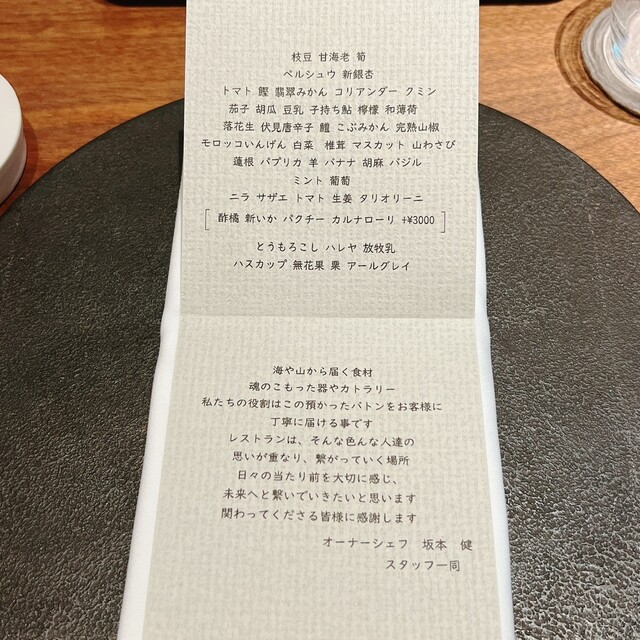 枝豆 甘海老 筍
ペルシュウ 新銀杏
トマト 鰹 翡翠みかん コリアンダー クミン
茄子 胡瓜 豆乳 子持ち鮎 檸檬 和薄荷
落花生 伏見唐辛子 鱧 こぶみかん 完熟山椒
モロッコいんげん 白菜 椎茸 マスカット 山わさび
蓮根 パプリカ 羊 バナナ 胡麻 バジル
ミント 葡萄
ニラ サザエ トマト 生姜 タリオリーニ
[ 酢橘 新いか パクチー カルナローリ +¥3000 ]
とうもろこし ハレヤ 放牧乳
ハスカップ 無花果 栗 アールグレイ
海や山から届く食材
魂のこもった器やカトラリー
私たちの役割はこの預かったバトンをお客様に
丁寧に届ける事です
レストランは、そんな色んな人達の
思いが重なり、繋がっていく場所
日々の当たり前を大切に感じ、
未来へと繋いでいきたいと思います
関わってくださる皆様に感謝します
オーナーシェフ 坂本 健
スタッフ一同